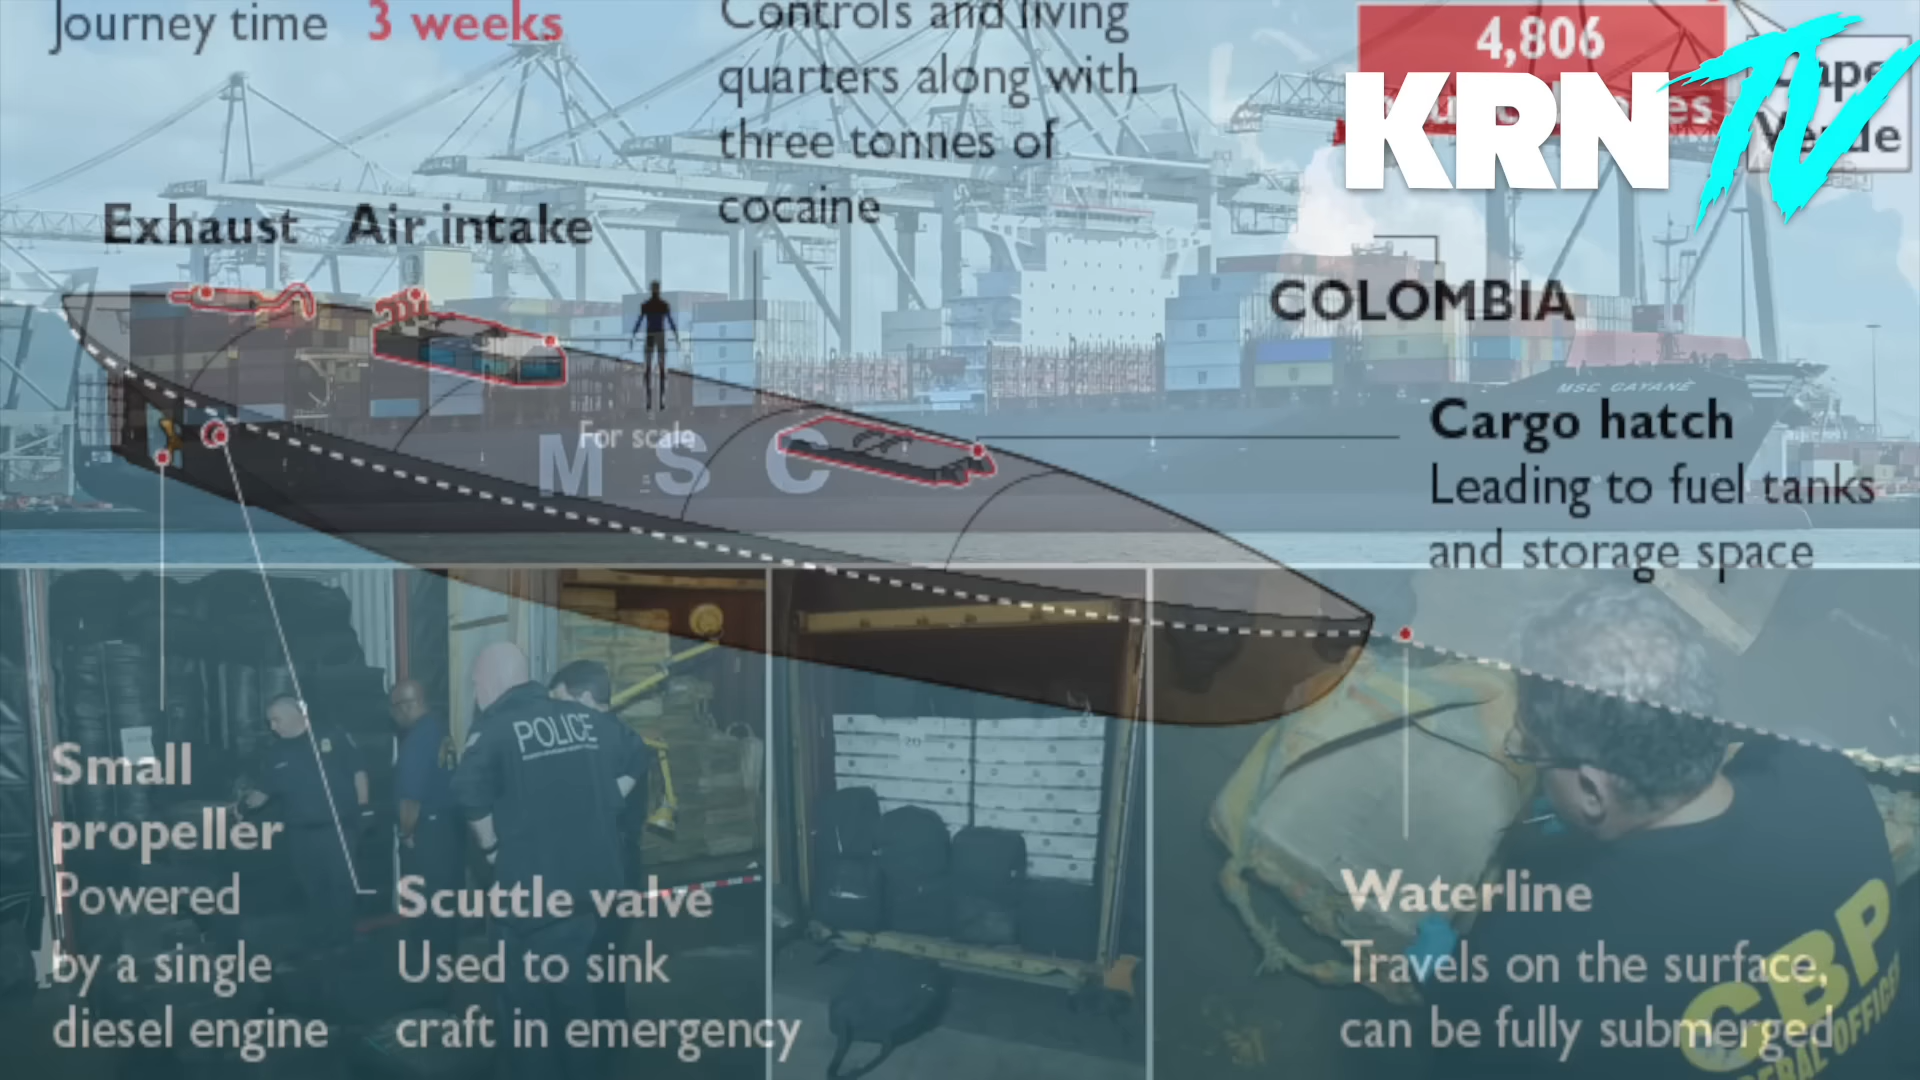 Journey time 3 weeks
Controls and living
quarters along with
three tonnes of
cocaine
4,806
Cape
Verde
KRN TV
Exhaust
Air intake
COLOMBIA
MSC CAYANE
Cargo hatch
Leading to fuel tanks
and storage space
For scale
MSC
POLICE
Small
propeller
Powered
by a single
diesel engine
Scuttle valve
Used to sink
craft in emergency
Waterline
Travels on the surface,
can be fully submerged
CBP